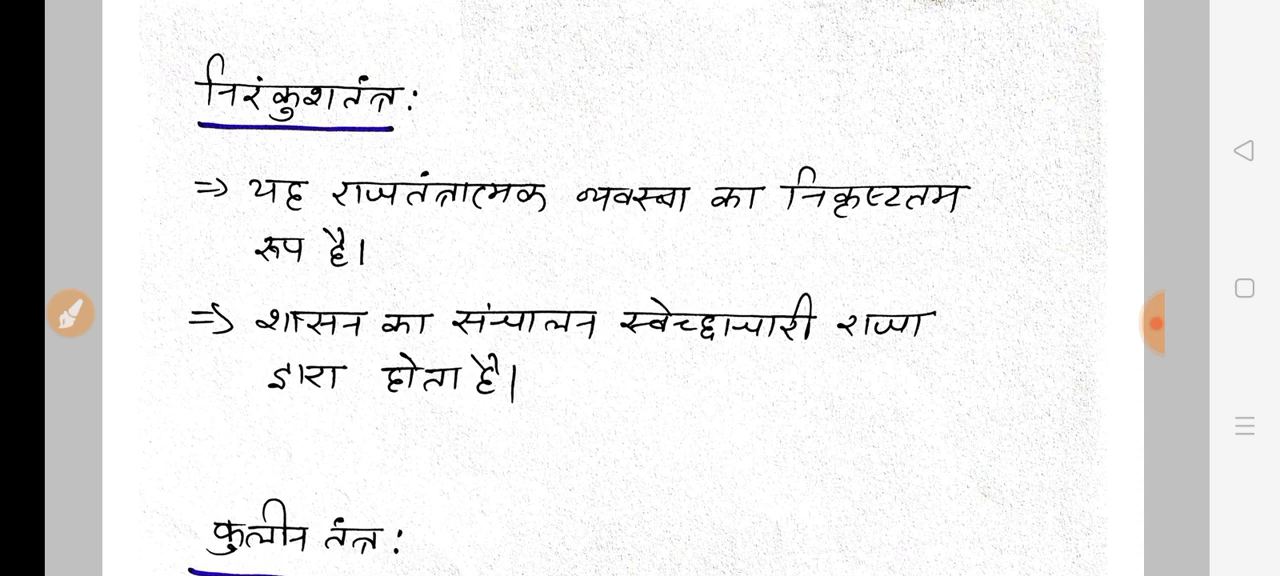 निरंकुशतंत्र:
⇒ यह राजतंत्रात्मक व्यवस्था का निकृष्टतम
रूप है।
⇒ शासन का संचालन स्वेच्छाचारी राजा
द्वारा होता है।
कुलीन तंत्र: